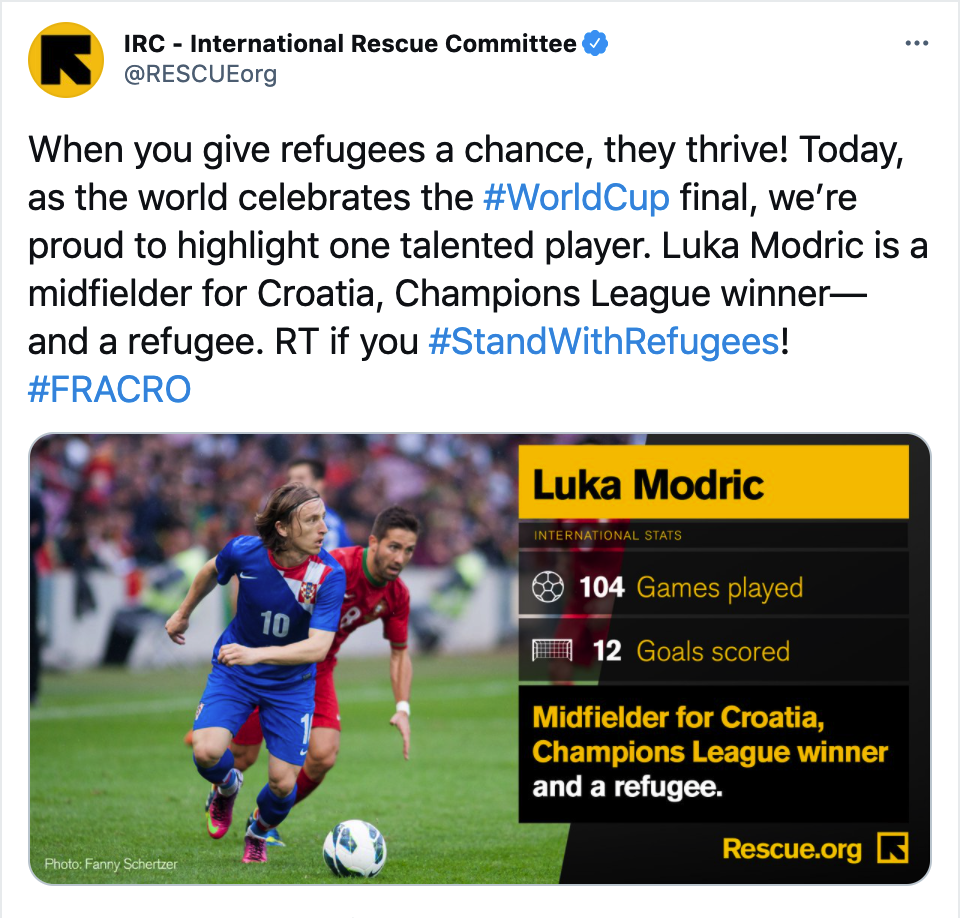 IRC - International Rescue Committee
@RESCUEorg
When you give refugees a chance, they thrive! Today,
as the world celebrates the #WorldCup final, we’re
proud to highlight one talented player. Luka Modric is a
midfielder for Croatia, Champions League winner—
and a refugee. RT if you #StandWithRefugees!
#FRACRO
Luka Modric
INTERNATIONAL STATS
104 Games played
12 Goals scored
Midfielder for Croatia,
Champions League winner
and a refugee.
Rescue.org
10
8
10
Photo: Fanny Schertzer